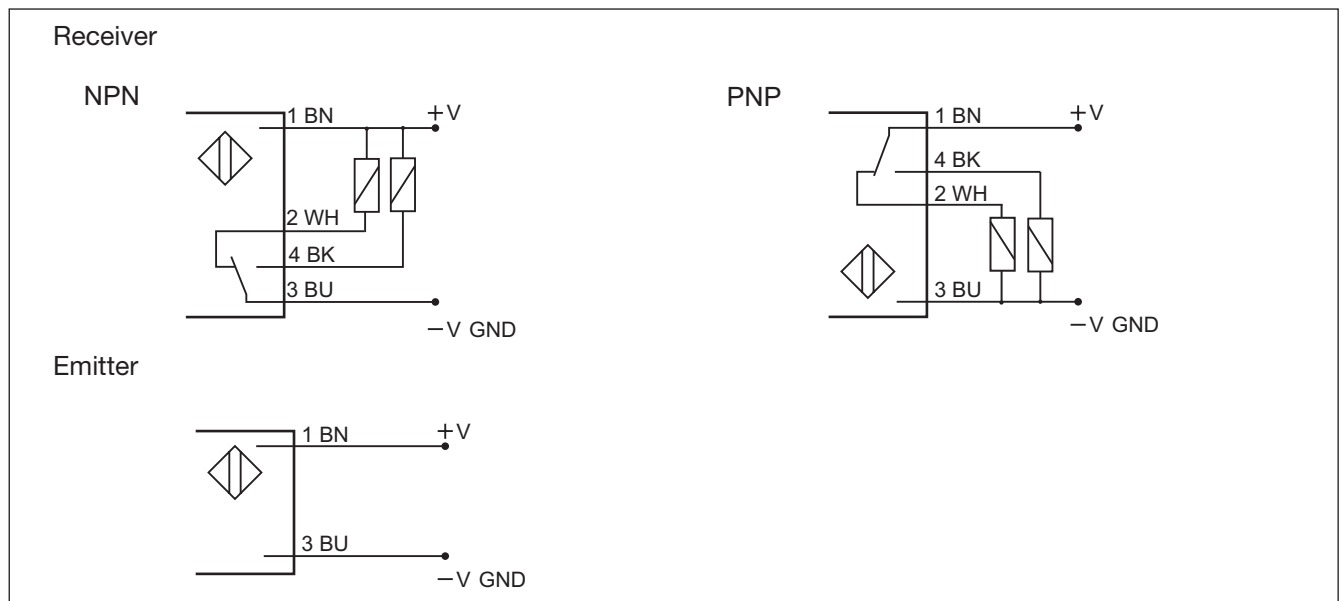 Receiver
NPN
1 BN
+V
2 WH
4 BK
3 BU
−V GND
PNP
1 BN
+V
4 BK
2 WH
3 BU
−V GND
Emitter
1 BN
+V
3 BU
−V GND